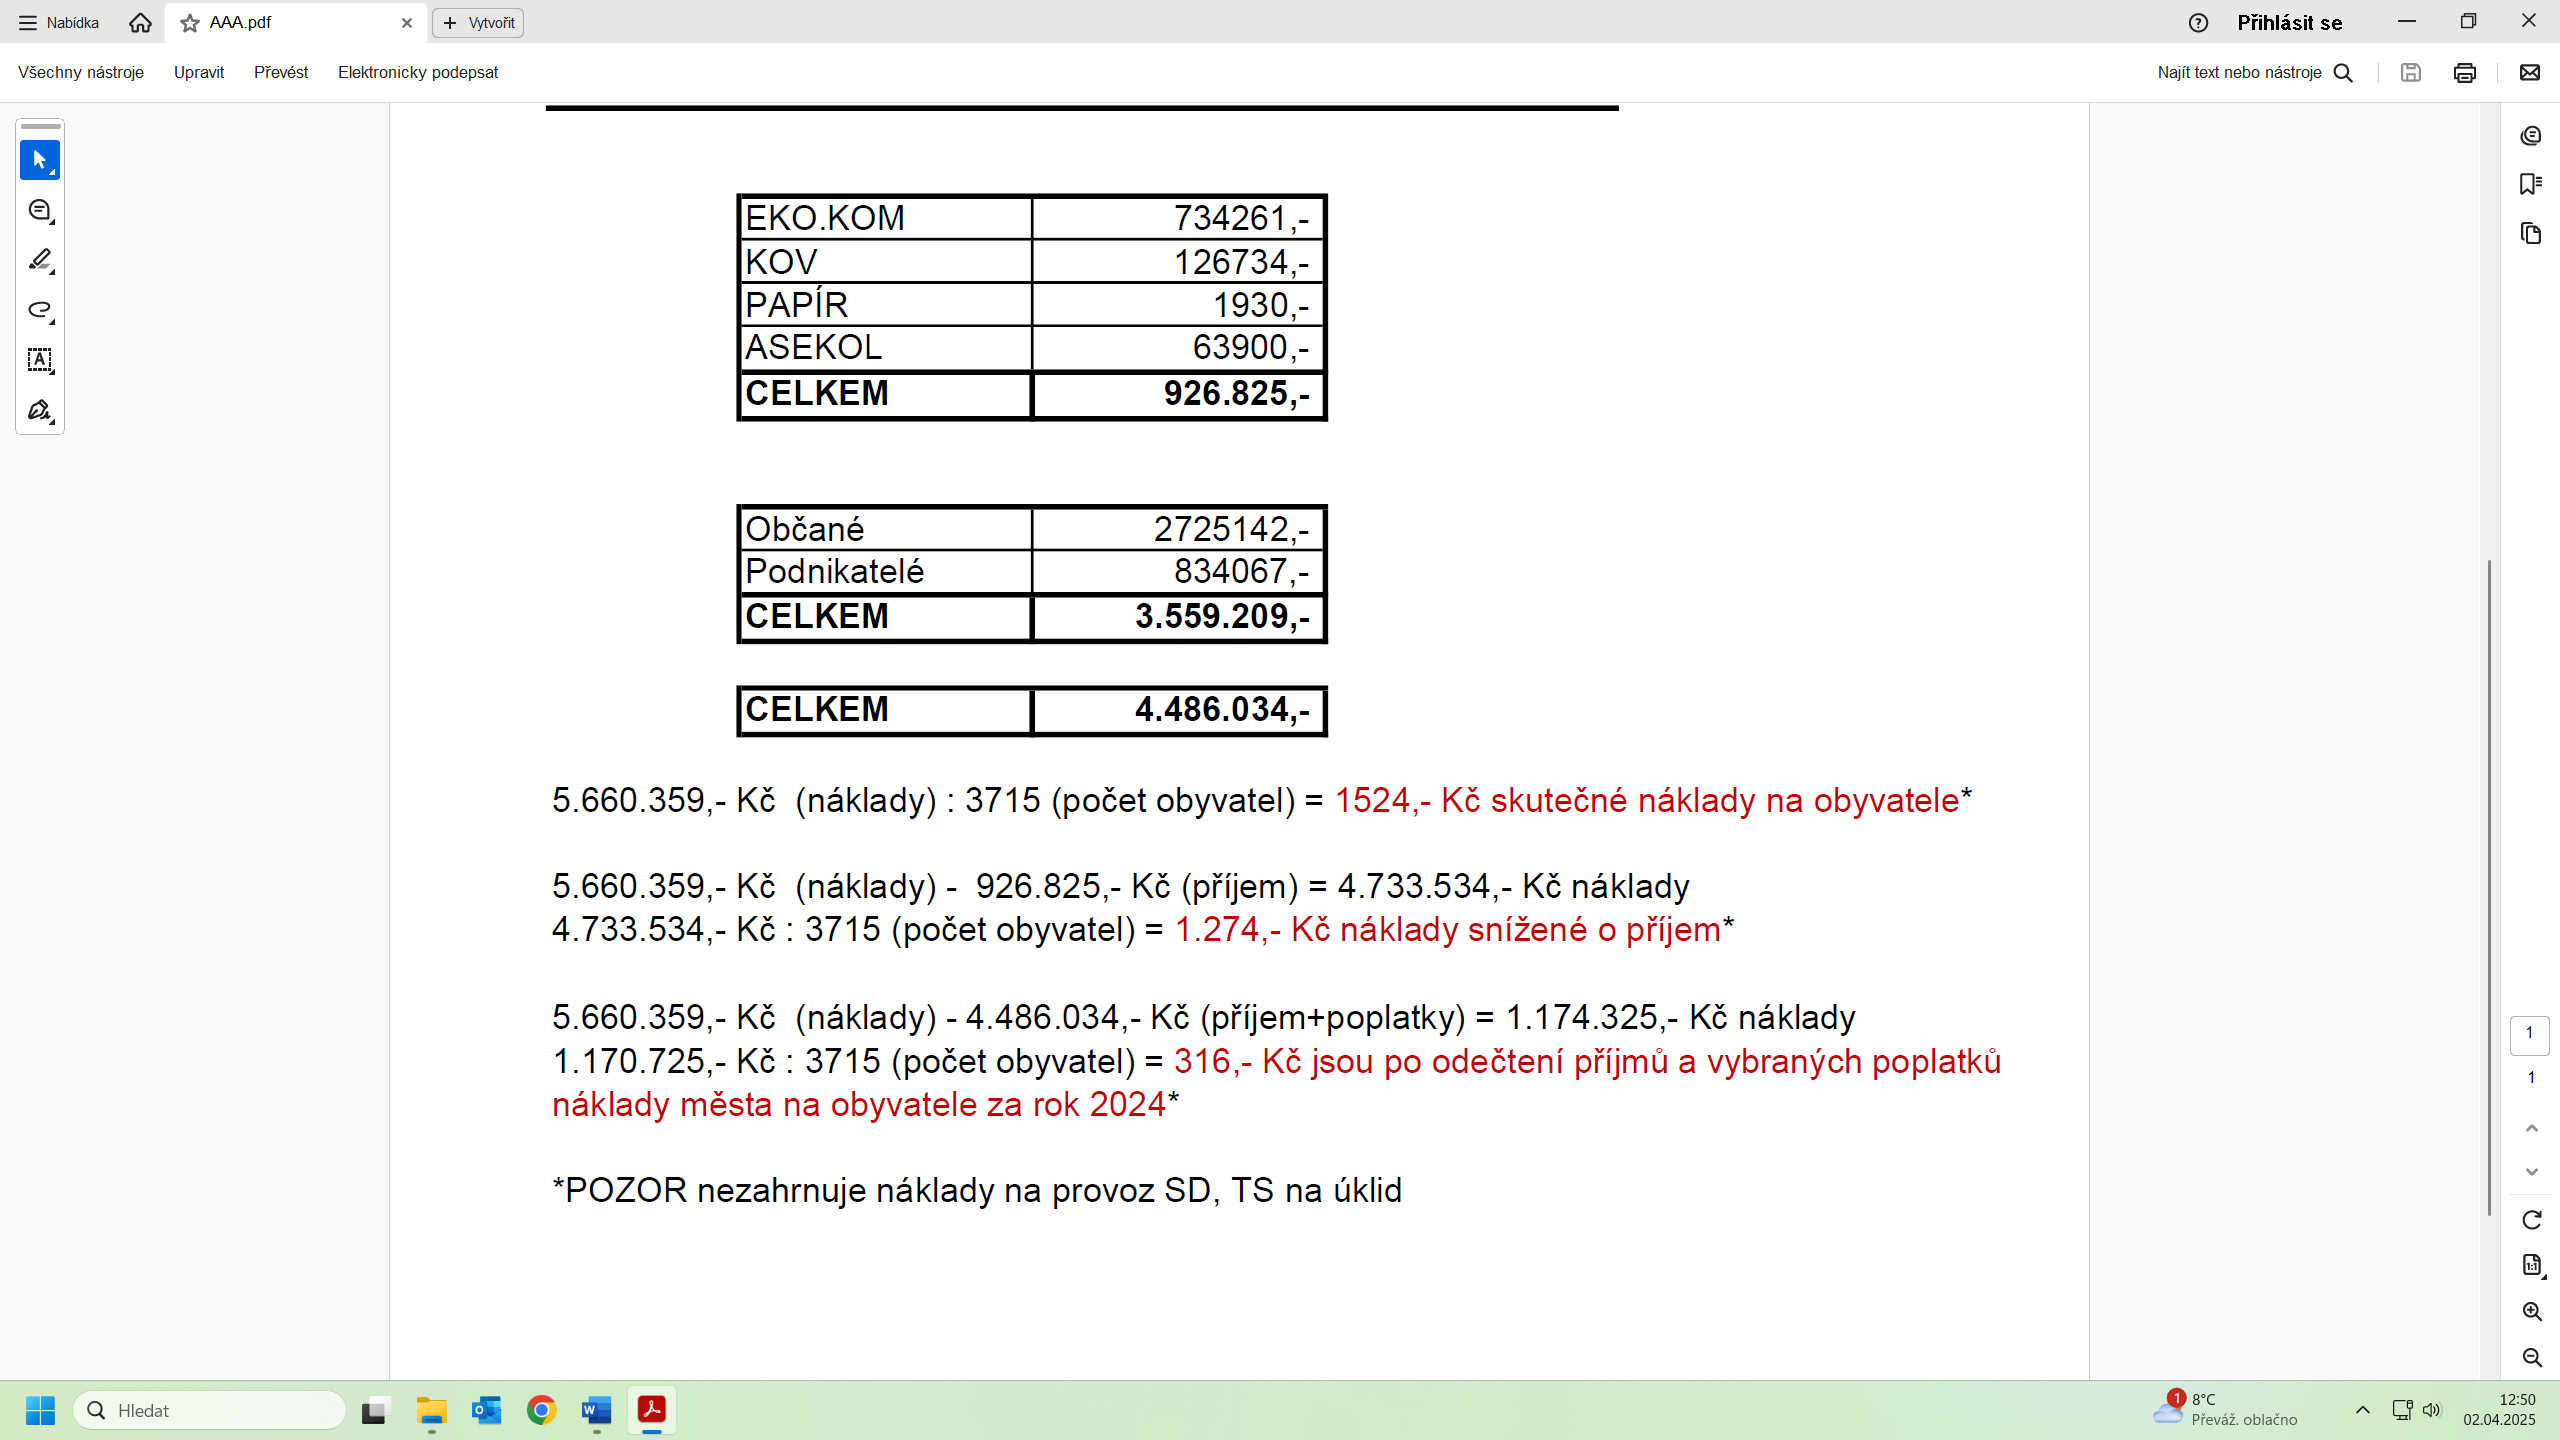 Nabídka
AAA.pdf
Vytvořit
Přihlásit se
Všechny nástroje Upravit Převést Elektronicky podepsat
Najít text nebo nástroje
EKO.KOM 734261,-
KOV 126734,-
PAPÍR 1930,-
ASEKOL 63900,-
CELKEM 926.825,-
Občané 2725142,-
Podnikatelé 834067,-
CELKEM 3.559.209,-
CELKEM 4.486.034,-
5.660.359,- Kč (náklady) : 3715 (počet obyvatel) = 1524,- Kč skutečné náklady na obyvatele*
5.660.359,- Kč (náklady) - 926.825,- Kč (příjem) = 4.733.534,- Kč náklady
4.733.534,- Kč : 3715 (počet obyvatel) = 1.274,- Kč náklady snížené o příjem*
5.660.359,- Kč (náklady) - 4.486.034,- Kč (příjem+poplatky) = 1.174.325,- Kč náklady
1.170.725,- Kč : 3715 (počet obyvatel) = 316,- Kč jsou po odečtení příjmů a vybraných poplatků
náklady města na obyvatele za rok 2024*
*POZOR nezahrnuje náklady na provoz SD, TS na úklid
1
1
Hledat
1
8°C
Převáž. oblačno
12:50
02.04.2025